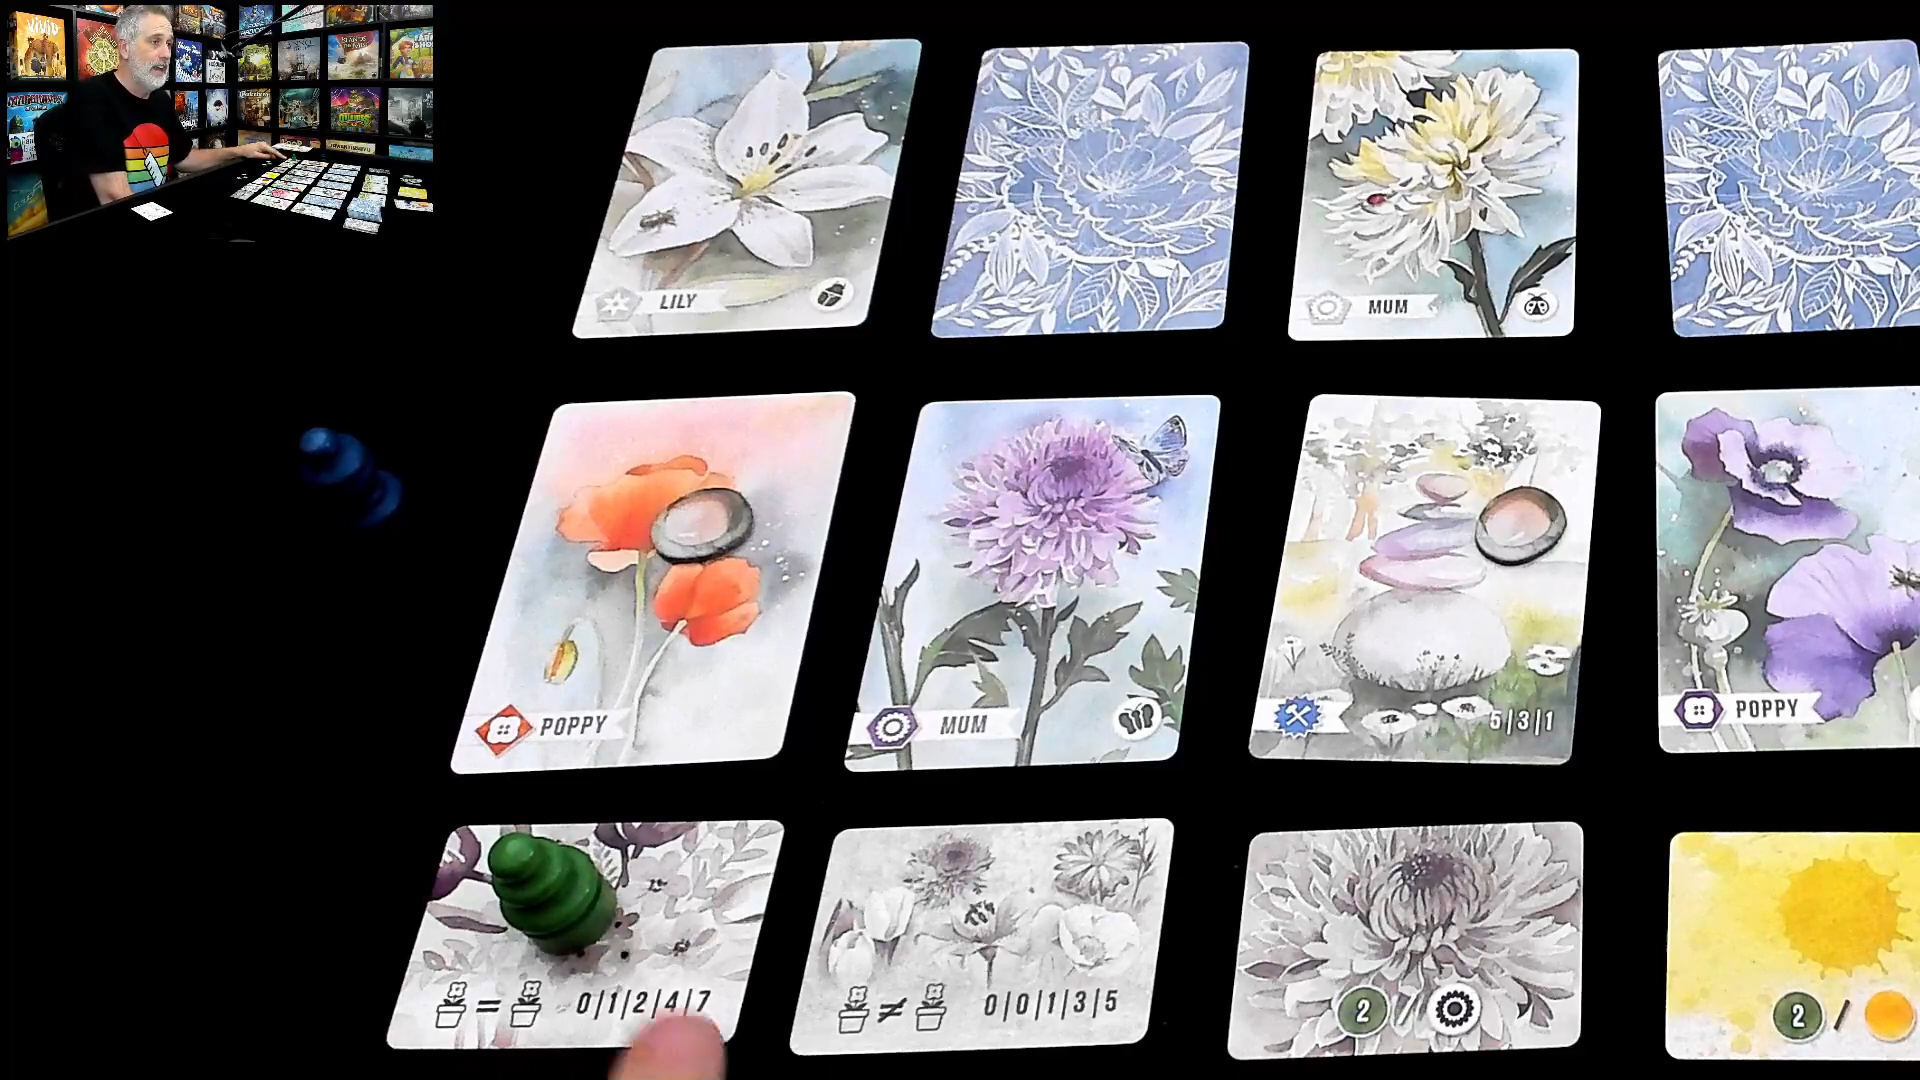 VIVID
LILY
MUM
POPPY
MUM
5|3|1
POPPY
= 0|1|2|4|7
≠ 0|0|1|3|5
2 /
2 /